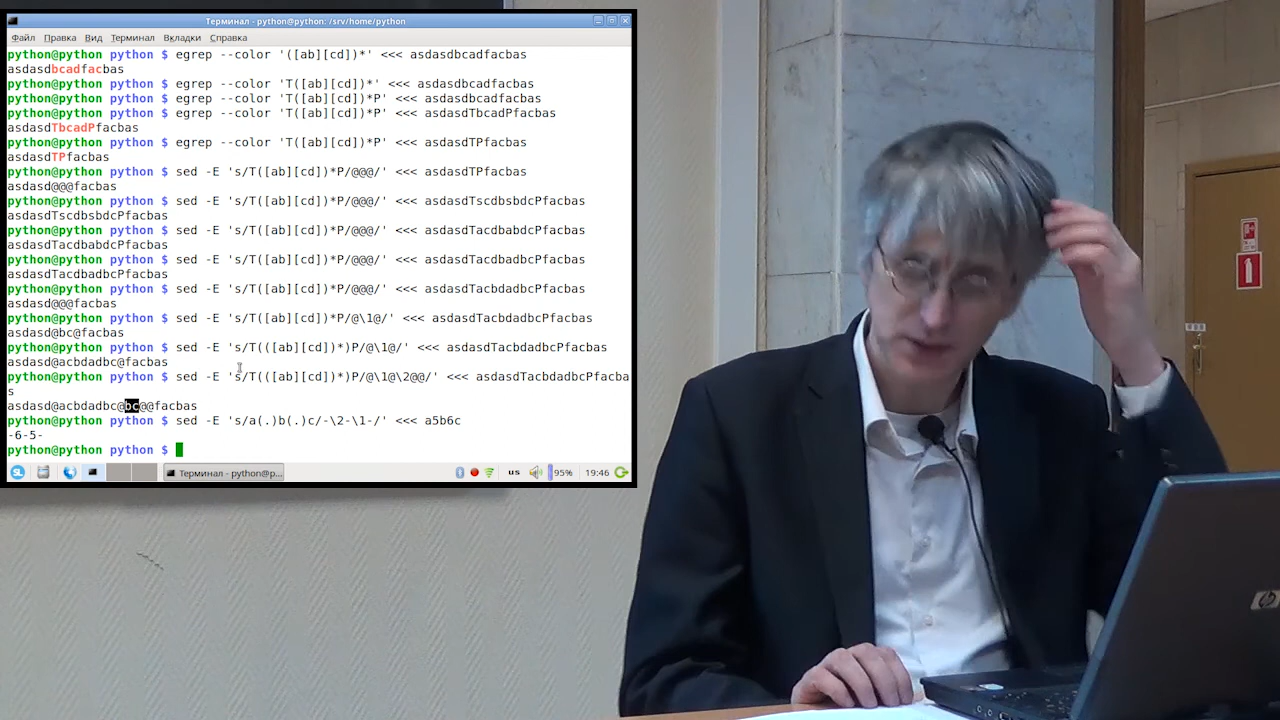 Терминал - python@python: /srv/home/python
Файл Правка Вид Терминал Вкладки Справка
python@python python $ egrep --color '([ab][cd])*' <<< asdasdbcadfacbas
asdasdbcadfacbas
python@python python $ egrep --color 'T([ab][cd])*' <<< asdasdbcadfacbas
python@python python $ egrep --color 'T([ab][cd])*P' <<< asdasdbcadfacbas
python@python python $ egrep --color 'T([ab][cd])*P' <<< asdasdTbcadPfacbas
asdasdTbcadPfacbas
python@python python $ egrep --color 'T([ab][cd])*P' <<< asdasdTPfacbas
asdasdTPfacbas
python@python python $ sed -E 's/T([ab][cd])*P/@@@/' <<< asdasdTPfacbas
asdasd@@@facbas
python@python python $ sed -E 's/T([ab][cd])*P/@@@/' <<< asdasdTscdbsbdcPfacbas
asdasdTscdbsbdcPfacbas
python@python python $ sed -E 's/T([ab][cd])*P/@@@/' <<< asdasdTacdbabdcPfacbas
asdasdTacdbabdcPfacbas
python@python python $ sed -E 's/T([ab][cd])*P/@@@/' <<< asdasdTacdbadbcPfacbas
asdasdTacdbadbcPfacbas
python@python python $ sed -E 's/T([ab][cd])*P/@@@/' <<< asdasdTacbdadbcPfacbas
asdasd@@@facbas
python@python python $ sed -E 's/T([ab][cd])*P/@\1@/' <<< asdasdTacbdadbcPfacbas
asdasd@bc@facbas
python@python python $ sed -E 's/T(([ab][cd])*)P/@\1@/' <<< asdasdTacbdadbcPfacbas
asdasd@acbdadbc@facbas
python@python python $ sed -E 's/T(([ab][cd])*)P/@\1@\2@@/' <<< asdasdTacbdadbcPfacba
s
asdasd@acbdadbc@bc@@facbas
python@python python $ sed -E 's/a(.)b(.)c/-\2-\1-/' <<< a5b6c
-6-5-
python@python python $
Терминал - python@p... us 95% 19:46
hp